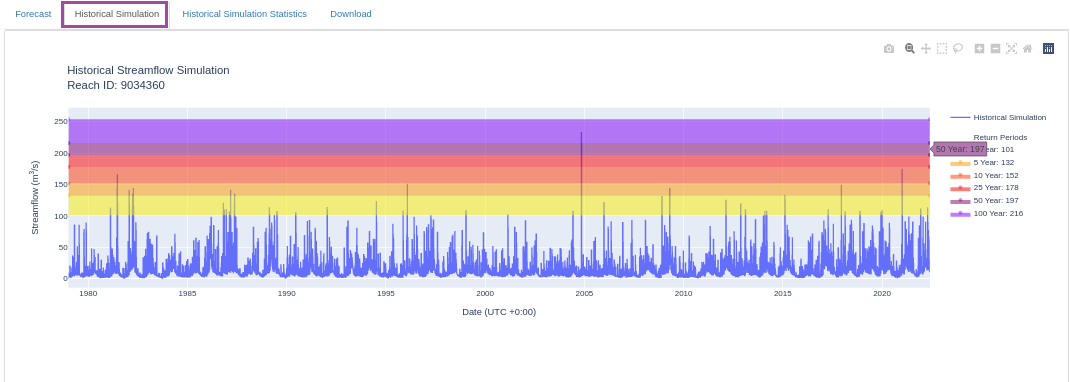 Forecast
Historical Simulation
Historical Simulation Statistics
Download
Historical Streamflow Simulation
Reach ID: 9034360
Streamflow (m³/s)
250
200
150
100
50
0
1980
1985
1990
1995
2000
2005
2010
2015
2020
Date (UTC +0:00)
Historical Simulation
Return Periods
50 Year: 197
ear: 101
5 Year: 132
10 Year: 152
25 Year: 178
50 Year: 197
100 Year: 216